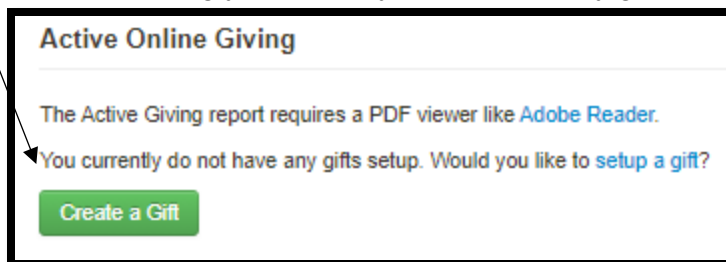 Active Online Giving
The Active Giving report requires a PDF viewer like Adobe Reader.
You currently do not have any gifts setup. Would you like to setup a gift?
Create a Gift